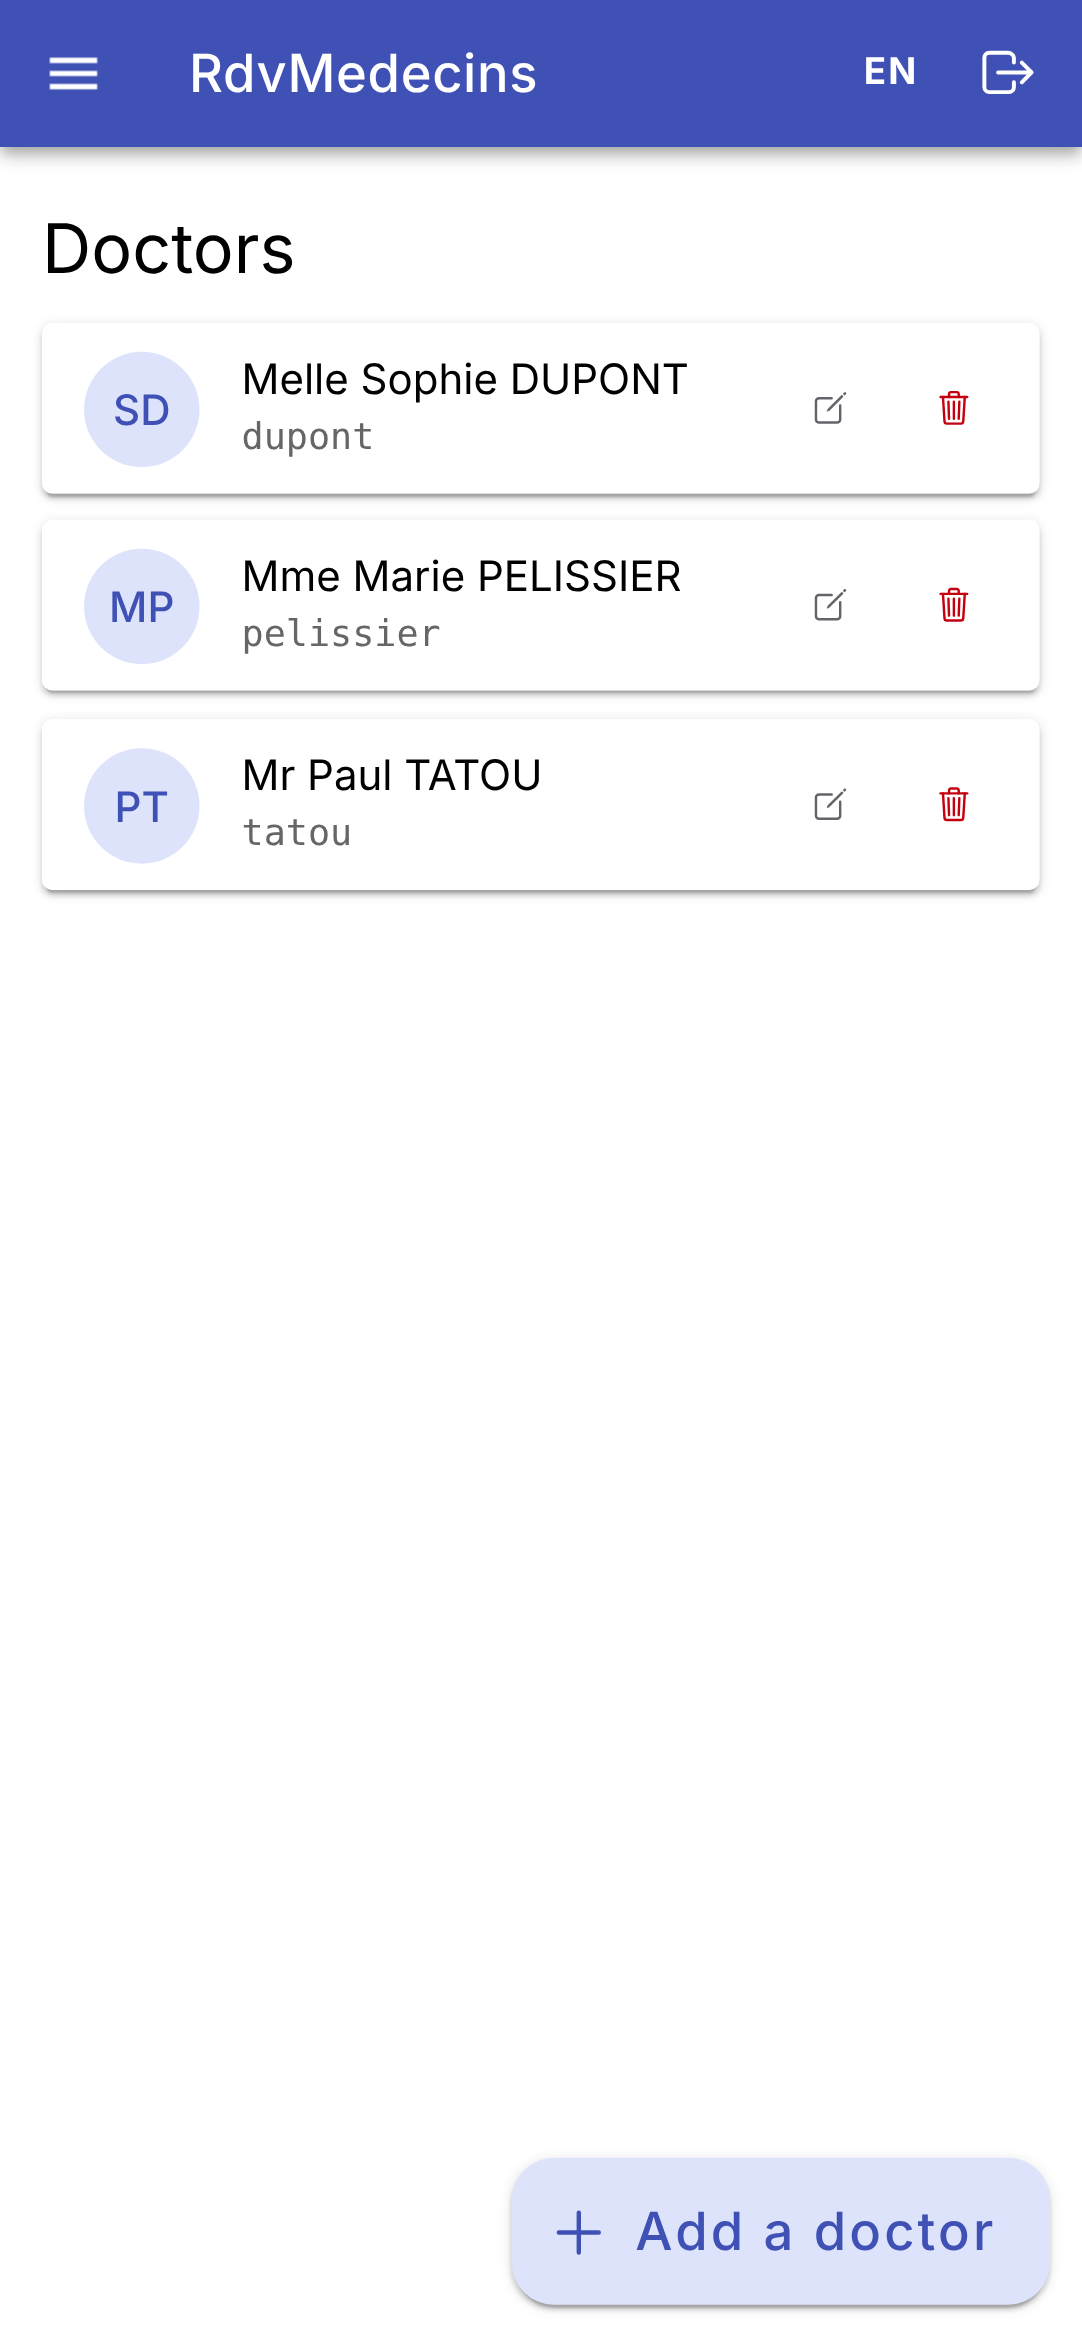 RdvMedecins
EN
Doctors
SD
Melle Sophie DUPONT
dupont
MP
Mme Marie PELISSIER
pelissier
PT
Mr Paul TATOU
tatou
Add a doctor